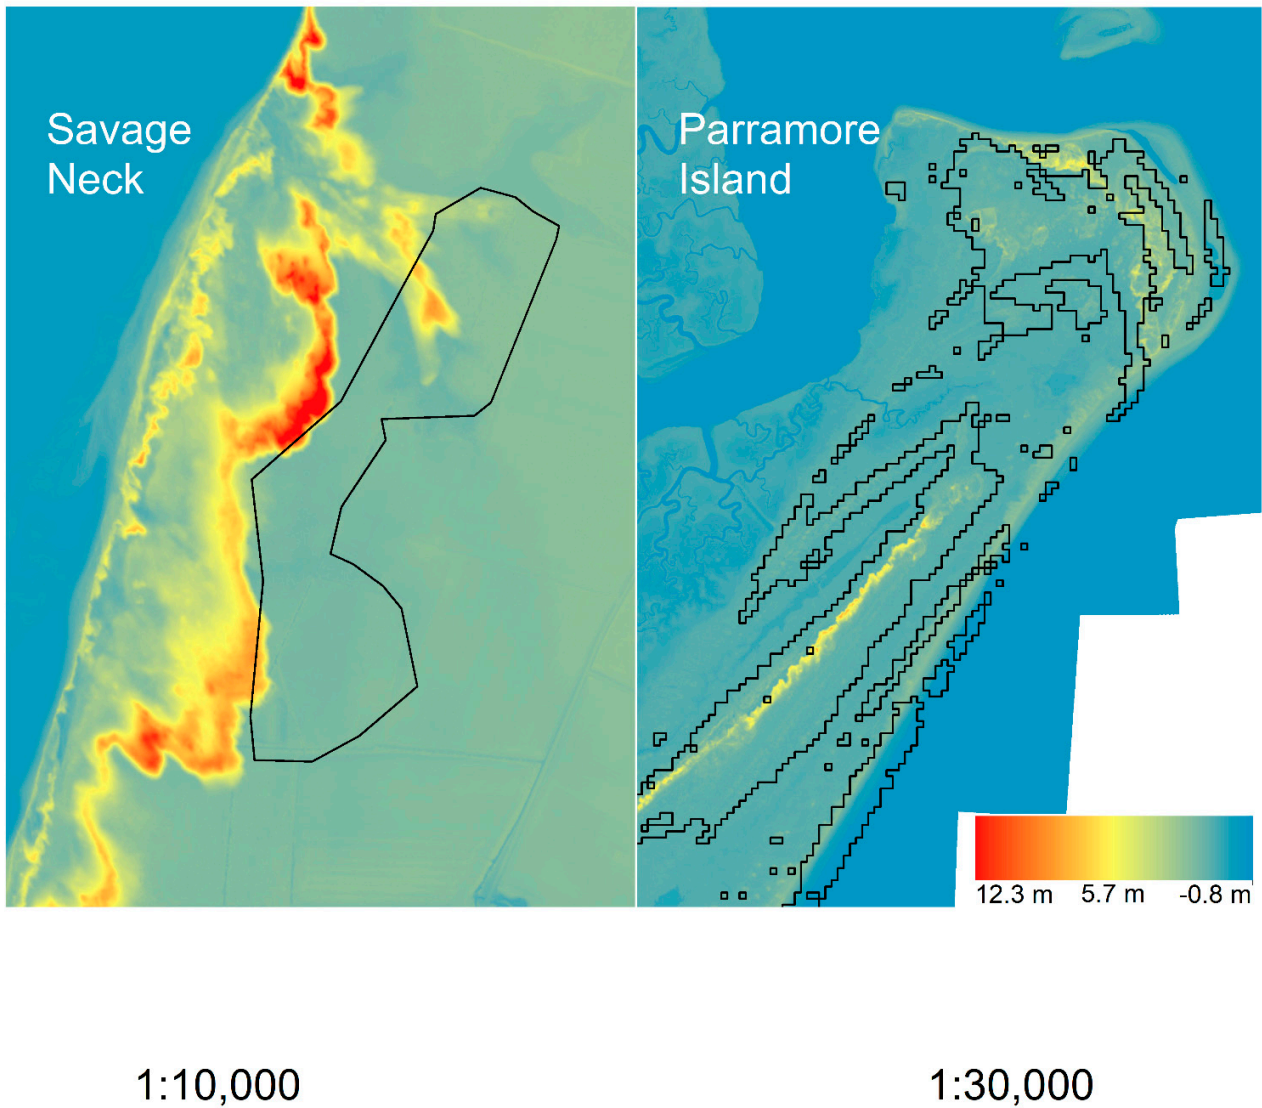 Savage
Neck
Parramore
Island
12.3 m 5.7 m -0.8 m
1:10,000
1:30,000